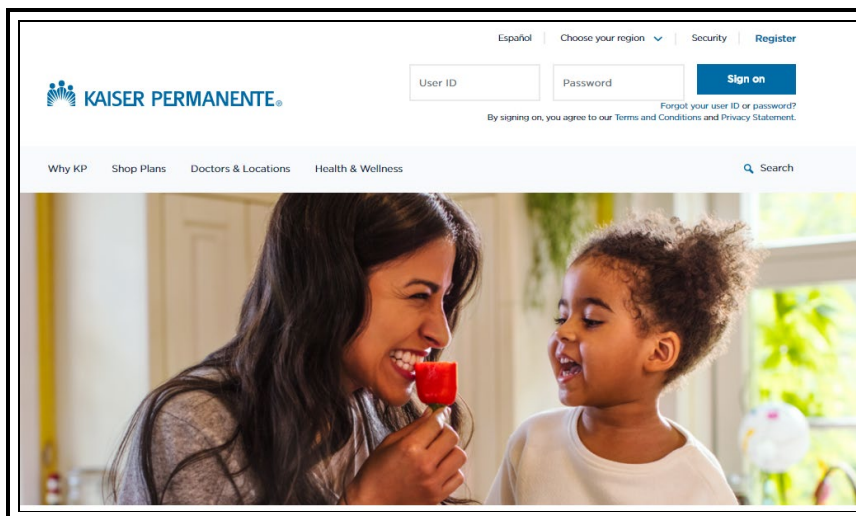 Español Choose your region Security Register
User ID Password Sign on
KAISER PERMANENTE®
Forgot your user ID or password?
By signing on, you agree to our Terms and Conditions and Privacy Statement.
Why KP Shop Plans Doctors & Locations Health & Wellness Search